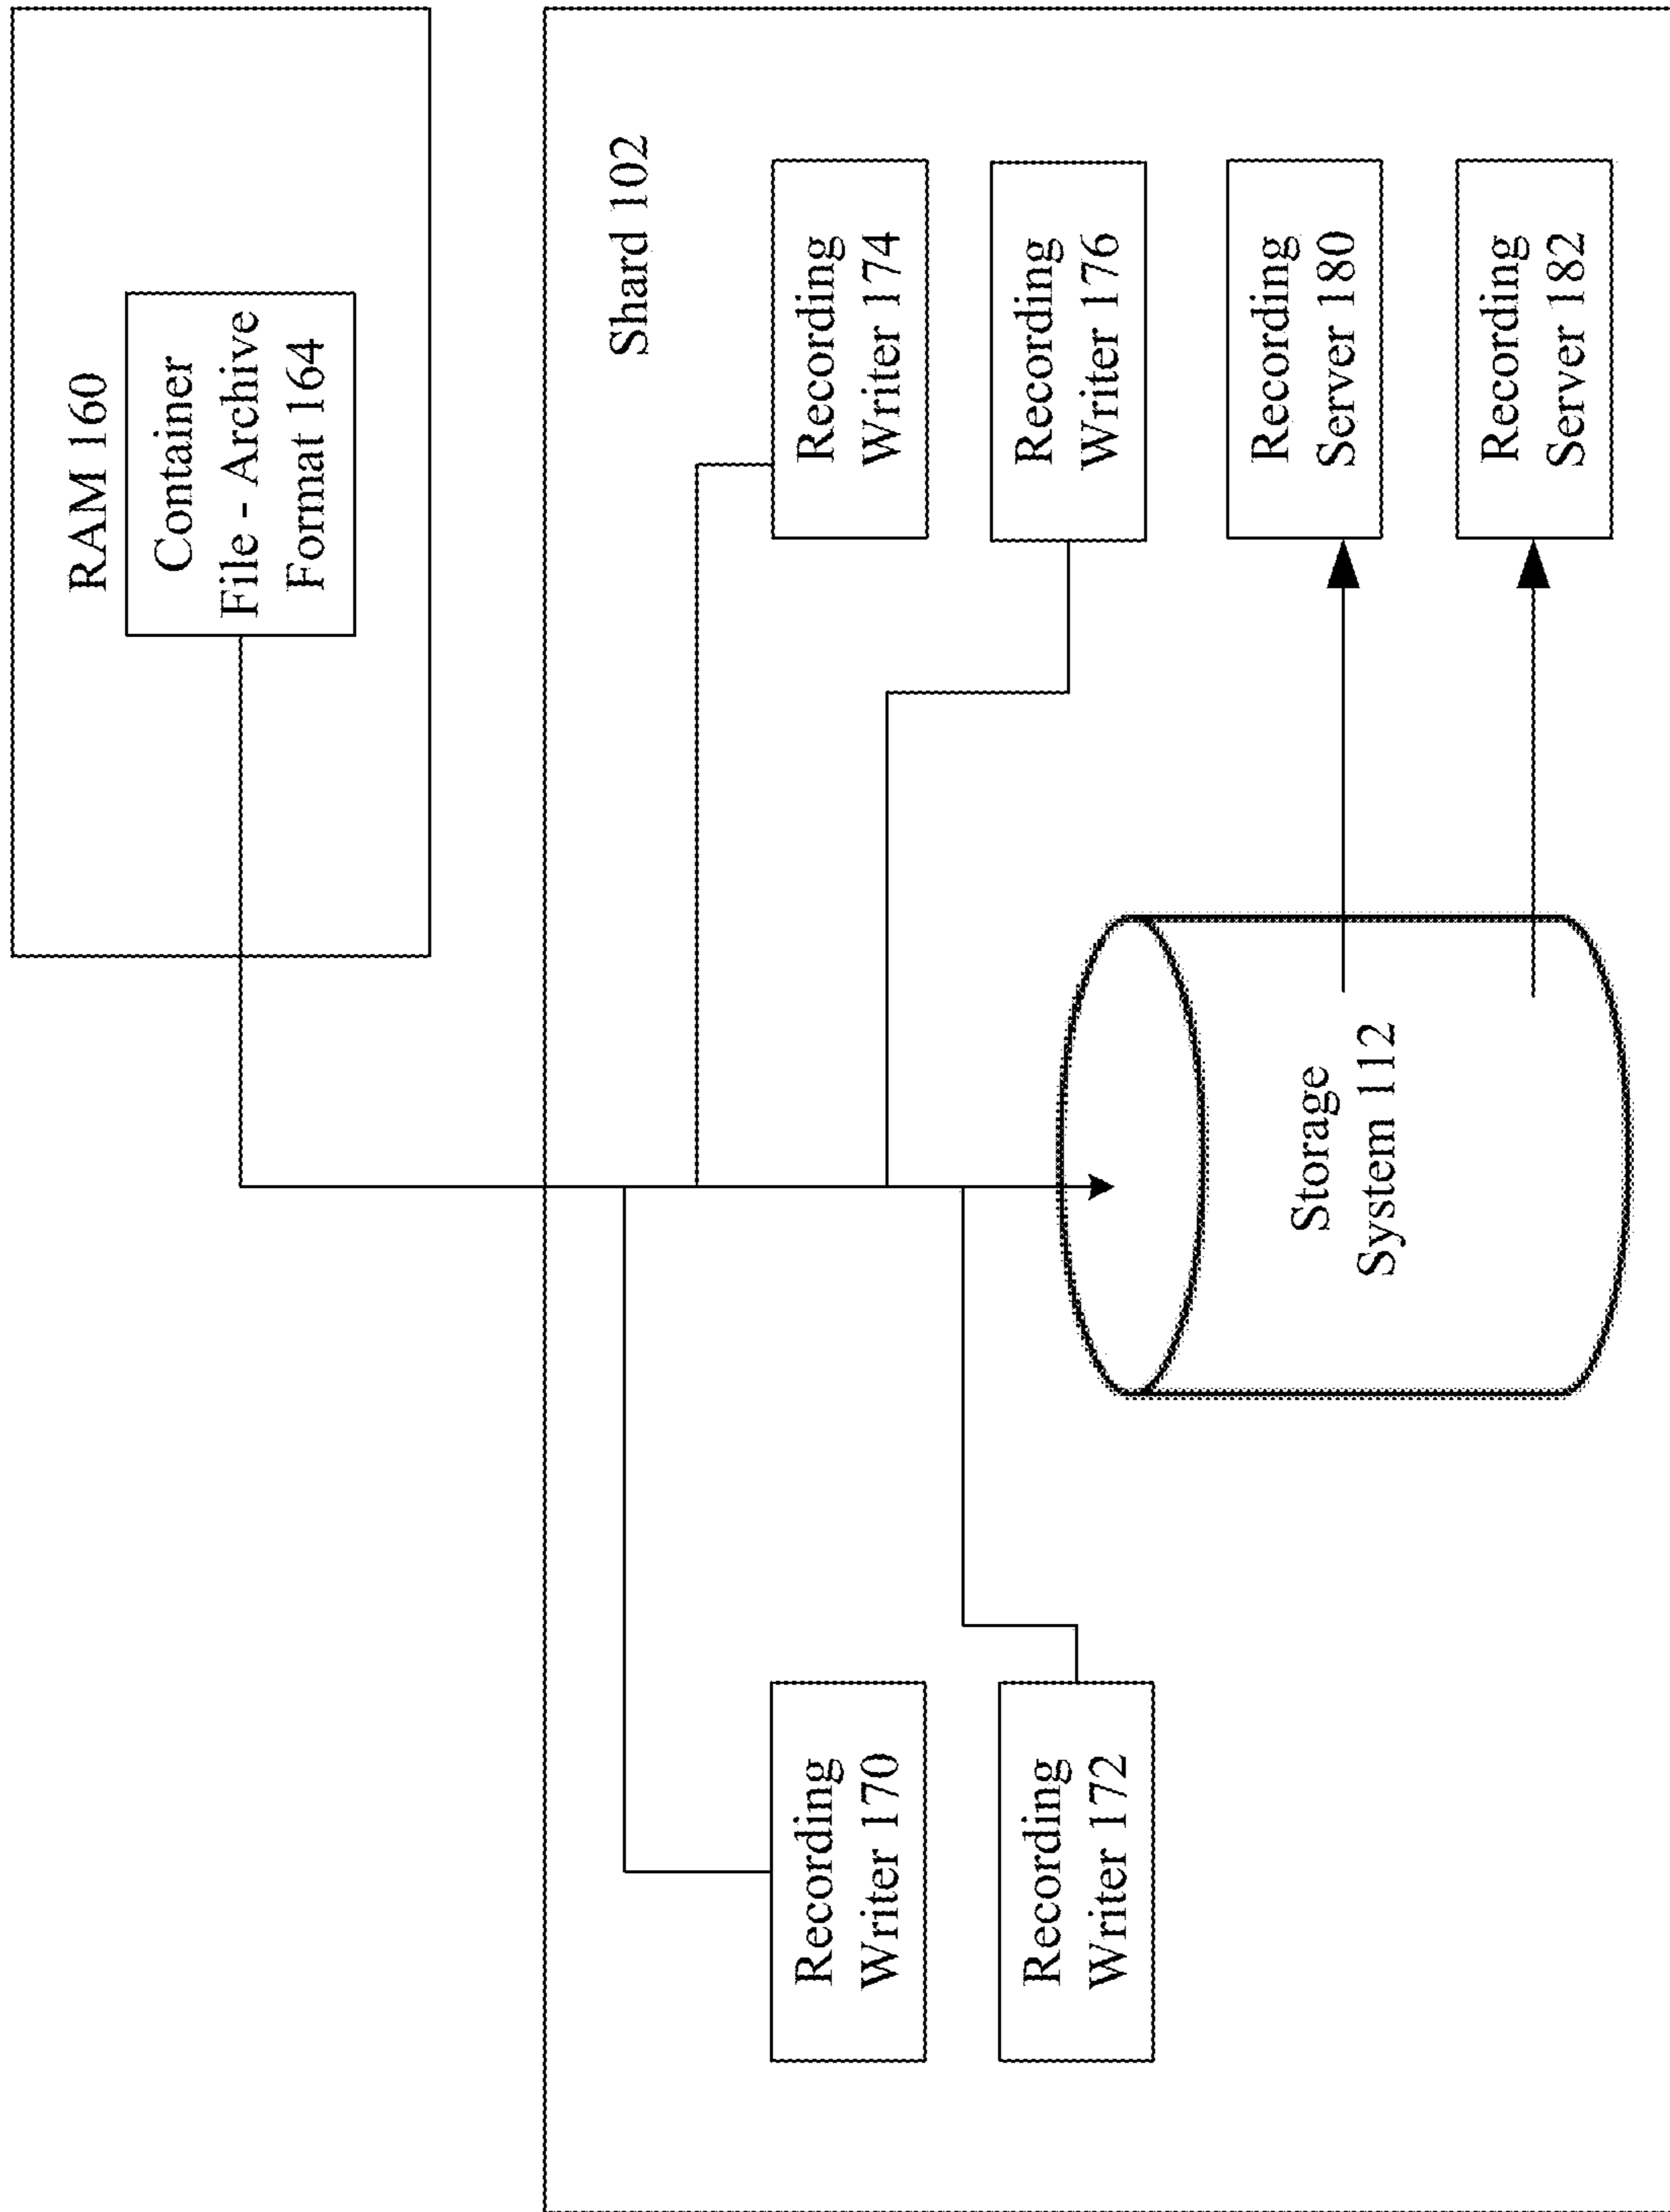 RAM 160
Container
File - Archive
Format 164
Shard 102
Recording
Writer 170
Recording
Writer 174
Recording
Writer 172
Recording
Writer 176
Storage
System 112
Recording
Server 180
Recording
Server 182